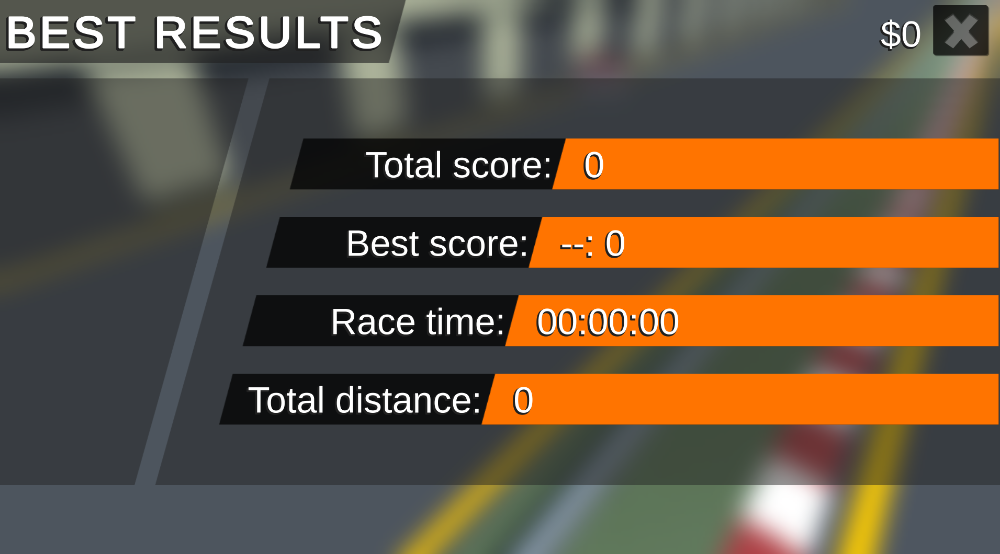 BEST RESULTS
$0
Total score: 0
Best score: --: 0
Race time: 00:00:00
Total distance: 0